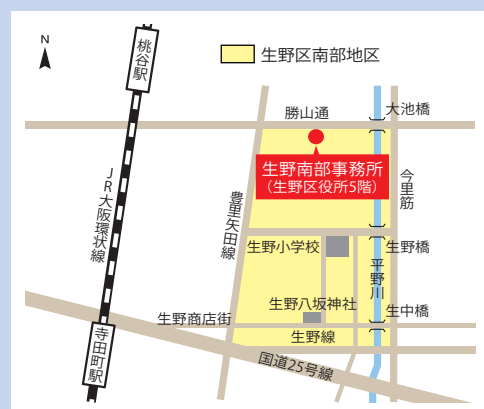 N
桃谷駅
生野区南部地区
勝山通
大池橋
生野南部事務所
(生野区役所5階)
今里筋
JR大阪環状線
豊里矢田線
生野小学校
生野橋
平野川
生野八坂神社
生野商店街
生中橋
生野線
寺田町駅
国道25号線